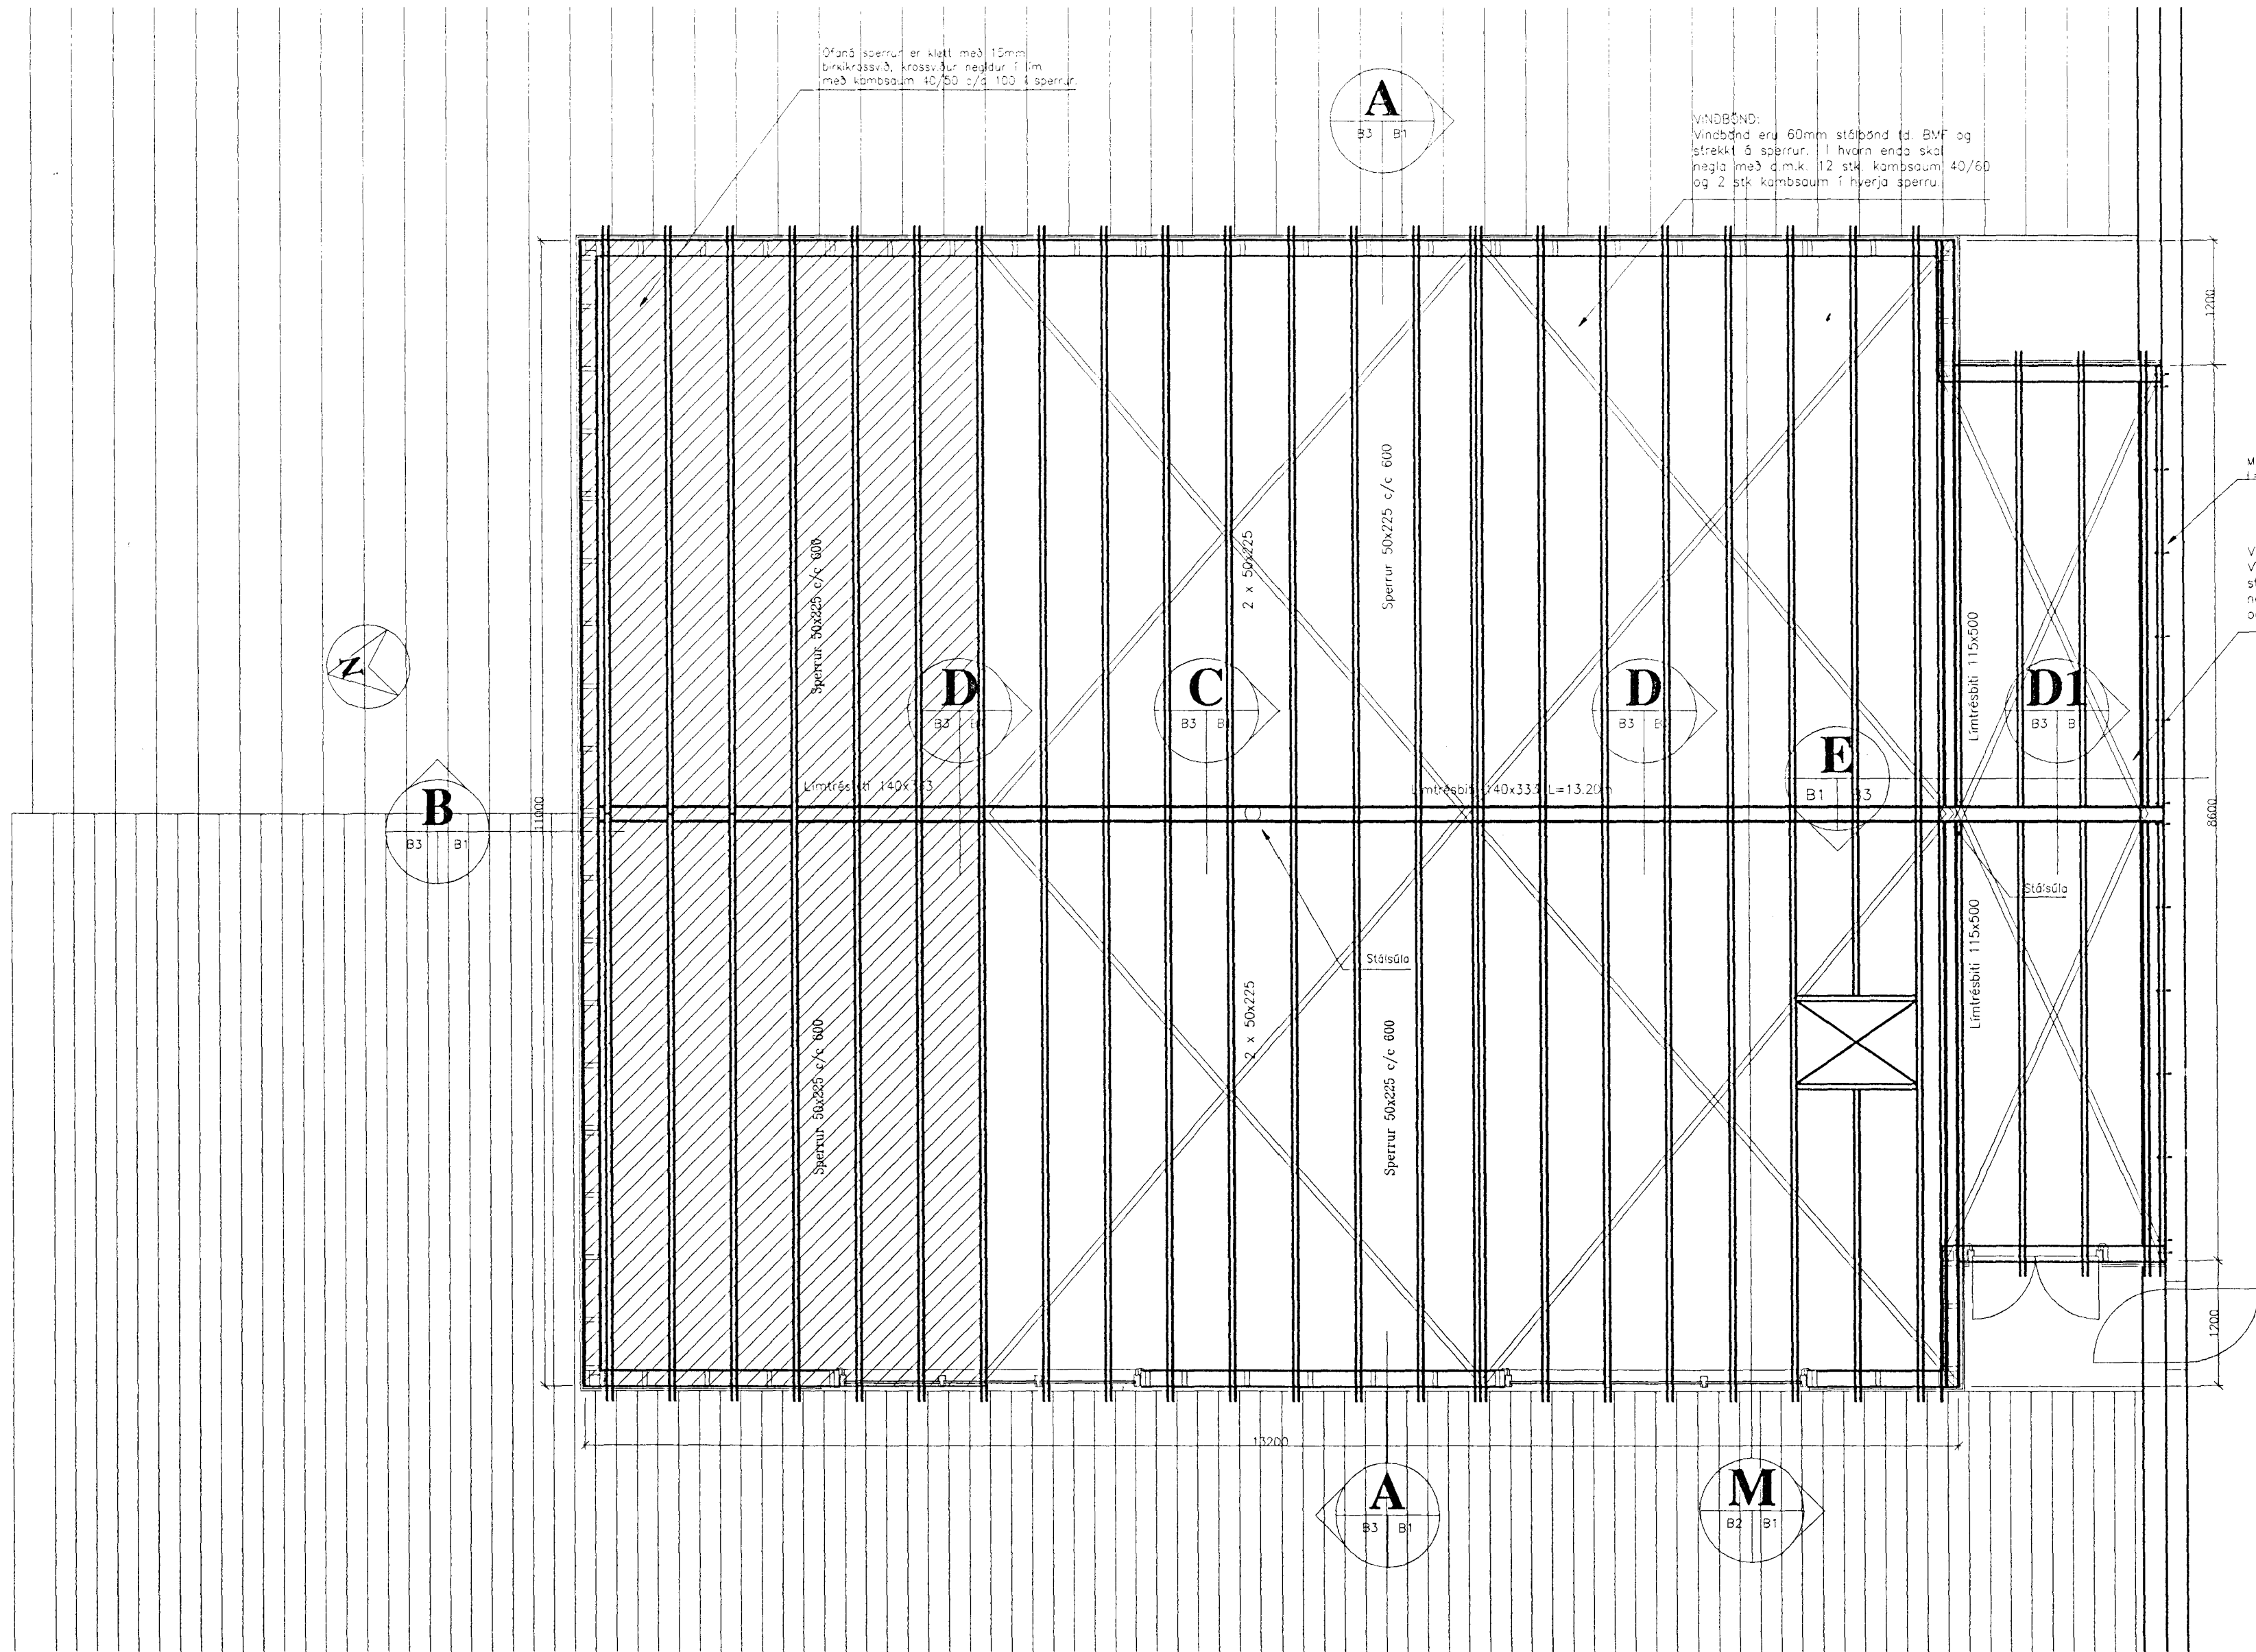 Ofaná sperrur er klætt með 15mm
birkikrossvið, krossviður negldur í lím
með kambsaum 40/60 c/c 100 í sperrur.
A
B3 B1
VINDBÖND:
Vindbönd eru 60mm stálbönd td. BMF og
strekkt á sperrur. Í hvorn enda skal
negla með a.m.k. 12 stk. kambsaum 40/60
og 2 stk kambsaum í hverja sperru.
1200
11000
8600
1200
13200
Sperrur 50x225 c/c 600
2 x 50x225
Sperrur 50x225 c/c 600
Límtrésbiti 115x500
N
D
B3
C
B3
D
B3
E
B1 B3
D1
B3
B
B3 B1
Límtrésbiti 140x333
Límtrésbiti 140x333 L=13.20m
Stálsúla
Stálsúla
Sperrur 50x225 c/c 600
2 x 50x225
Sperrur 50x225 c/c 600
Límtrésbiti 115x500
A
B3 B1
M
B2 B1